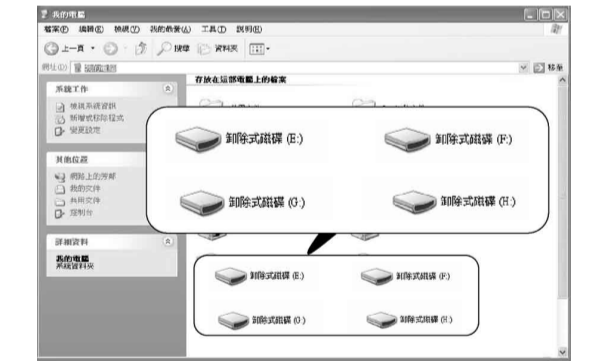 我的電腦
檔案(F) 編輯(E) 檢視(V) 我的最愛(A) 工具(T) 說明(H)
上一頁 搜尋 資料夾
網址(D) 我的電腦 移至
系統工作
檢視系統資訊
新增或移除程式
變更設定
其他位置
網路上的芳鄰
我的文件
共用文件
控制台
詳細資料
我的電腦
系統資料夾
存放在這部電腦上的檔案
卸除式磁碟 (E:) 卸除式磁碟 (F:)
卸除式磁碟 (G:) 卸除式磁碟 (H:)
卸除式磁碟 (E:) 卸除式磁碟 (F:)
卸除式磁碟 (G:) 卸除式磁碟 (H:)